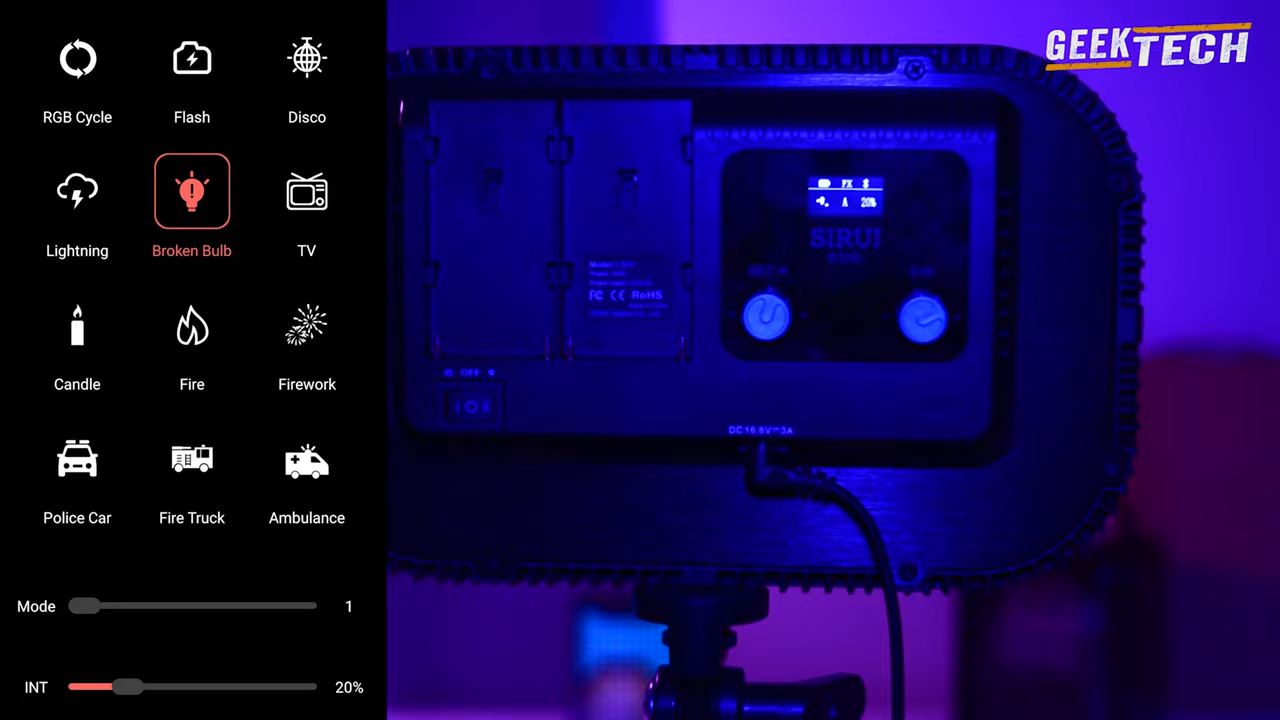 RGB Cycle
Flash
Disco
Lightning
Broken Bulb
TV
Candle
Fire
Firework
Police Car
Fire Truck
Ambulance
Mode
1
INT
20%
GEEKTECH
FX
A 20%
SIRUI
FC CE RoHS
OFF
DC16.8V⎓3A